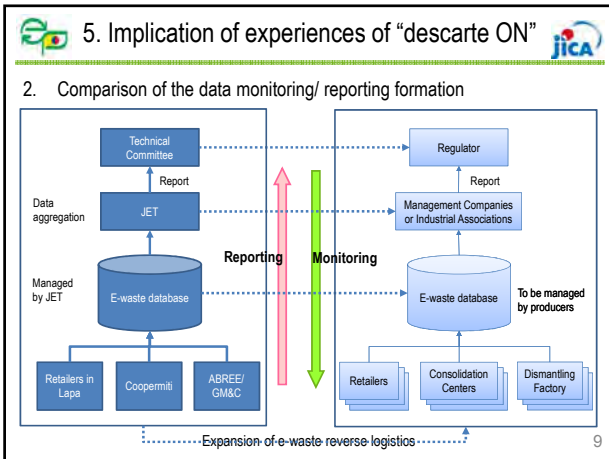 5. Implication of experiences of “descarte ON”
jica
2. Comparison of the data monitoring/ reporting formation
Technical
Committee
Report
Data
aggregation
JET
Managed
by JET
E-waste database
Retailers in
Lapa
Coopermiti
ABREE/
GM&C
Reporting
Monitoring
Regulator
Report
Management Companies
or Industrial Associations
E-waste database
To be managed
by producers
Retailers
Consolidation
Centers
Dismantling
Factory
Expansion of e-waste reverse logistics
9